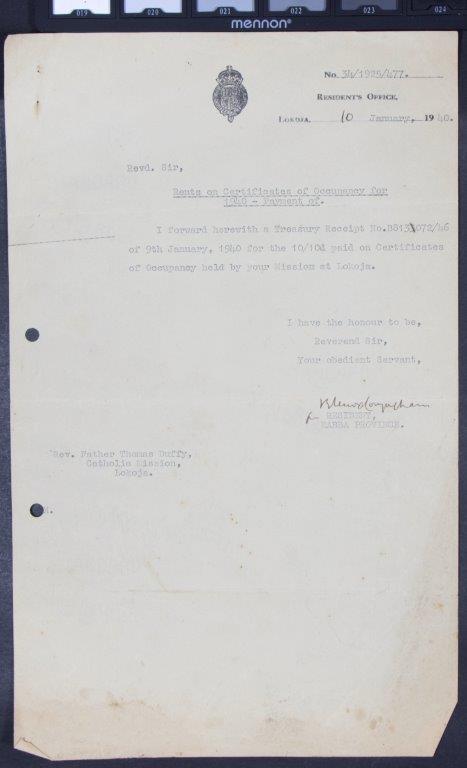 019 020 021 022 023 024
mennon
No. 34/1925/477.
RESIDENT'S OFFICE,
LOKOJA, 10 January, 1940.
Revd. Sir,
Rents on Certificates of Occupancy for
1940 - Payment of.
I forward herewith a Treasury Receipt No. 072/46
of 9th January, 1940 for the 10/10d paid on Certificates
of Occupancy held by your Mission at Lokoja.
I have the honour to be,
Reverend Sir,
Your obedient Servant,
RESIDENT,
KABBA PROVINCE.
Rev. Father Thomas Duffy,
Catholic Mission,
Lokoja.